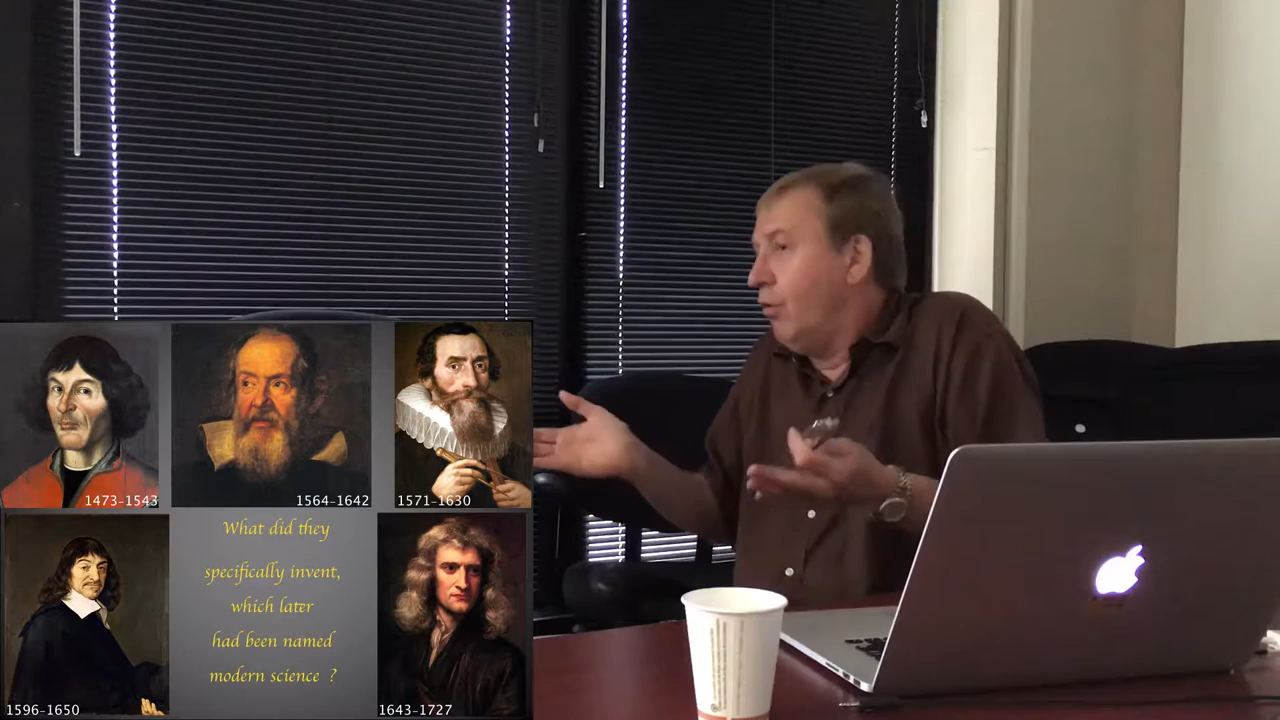 1473-1543
1564-1642
1571-1630
What did they
specifically invent,
which later
had been named
modern science ?
1596-1650
1643-1727